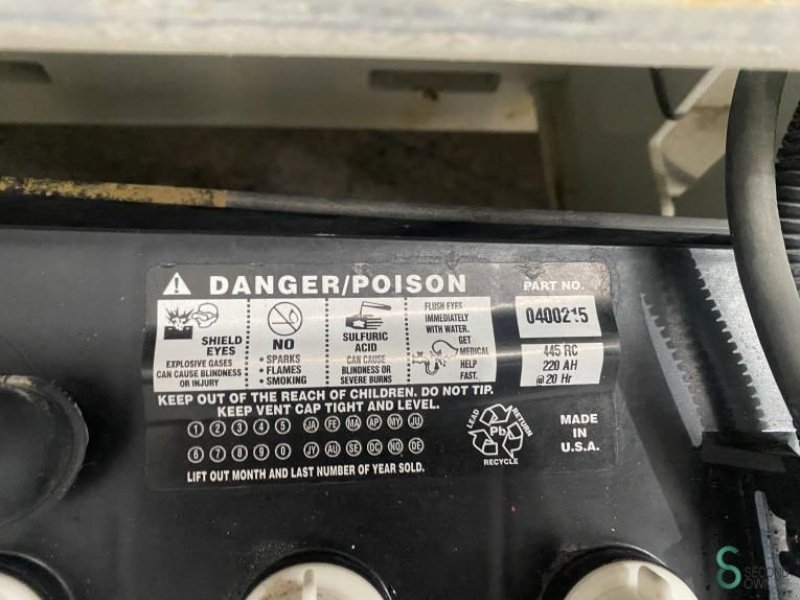 DANGER/POISON
PART NO.
0400215
SHIELD
EYES
EXPLOSIVE GASES
CAN CAUSE BLINDNESS
OR INJURY
NO
• SPARKS
• FLAMES
• SMOKING
SULFURIC
ACID
CAN CAUSE
BLINDNESS OR
SEVERE BURNS
FLUSH EYES
IMMEDIATELY
WITH WATER.
GET
MEDICAL
HELP
FAST.
445 RC
220 AH
@20 Hr
KEEP OUT OF THE REACH OF CHILDREN. DO NOT TIP.
KEEP VENT CAP TIGHT AND LEVEL.
1 2 3 4 5 JA FE MA AP MY JU
6 7 8 9 0 JY AU SE OC NO DE
LIFT OUT MONTH AND LAST NUMBER OF YEAR SOLD.
LEAD RETURN
Pb
RECYCLE
MADE
IN
U.S.A.
SECOND
OWN